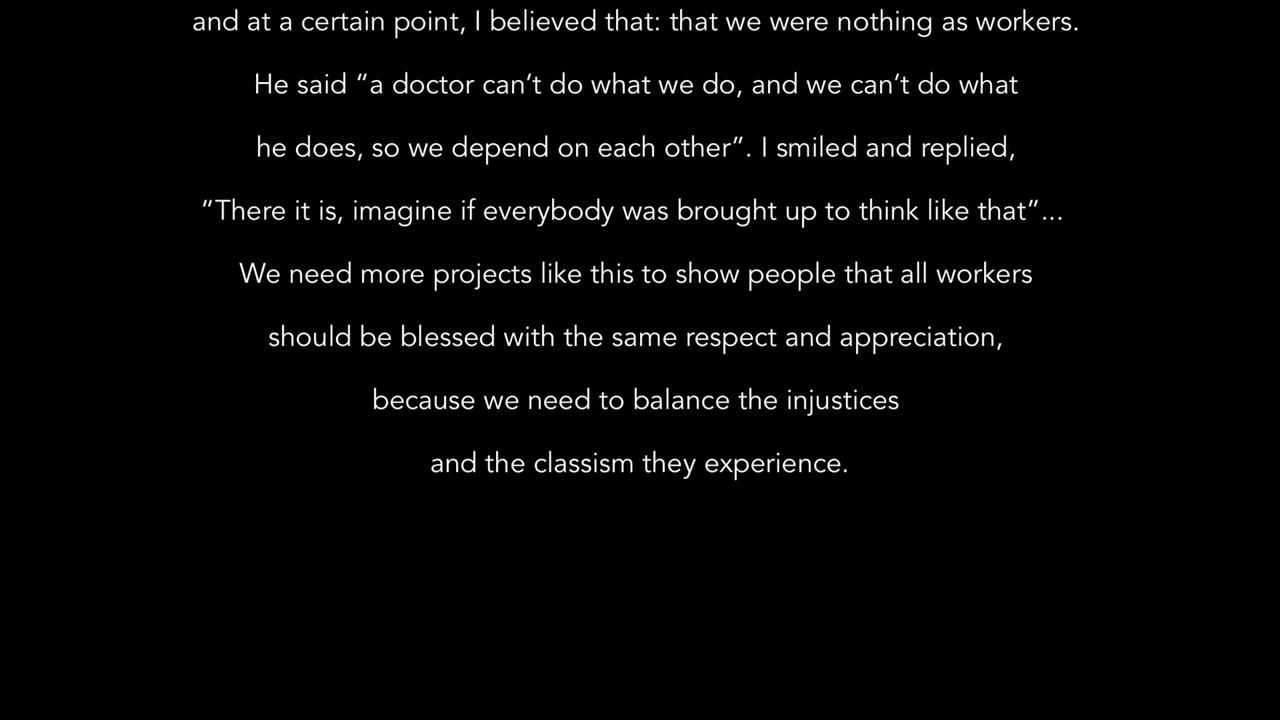 and at a certain point, I believed that: that we were nothing as workers.
He said “a doctor can’t do what we do, and we can’t do what
he does, so we depend on each other”. I smiled and replied,
“There it is, imagine if everybody was brought up to think like that”...
We need more projects like this to show people that all workers
should be blessed with the same respect and appreciation,
because we need to balance the injustices
and the classism they experience.